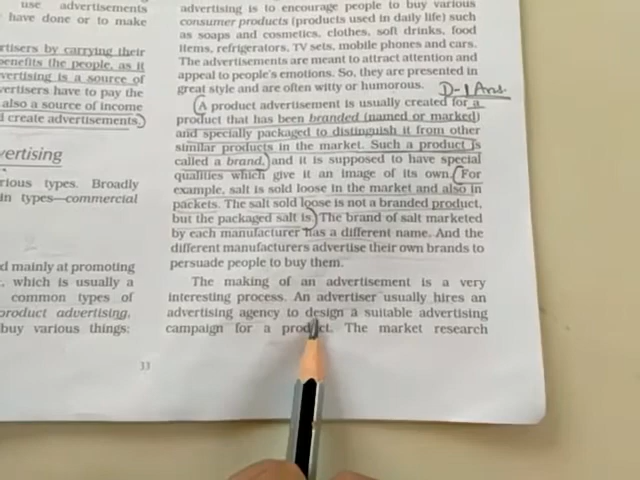 use advertisements
have done or to make
rtisers by carrying their
benefits the people, as it
vertising is a source of
vertisers have to pay the
also a source of income
d create advertisements.)
vertising
rious types. Broadly
in types—commercial
d mainly at promoting
, which is usually a
common types of
product advertising,
buy various things:
33
advertising is to encourage people to buy various
consumer products (products used in daily life) such
as soaps and cosmetics, clothes, soft drinks, food
items, refrigerators, TV sets, mobile phones and cars.
The advertisements are meant to attract attention and
appeal to people's emotions. So, they are presented in
great style and are often witty or humorous. D-1 Ans.
(A product advertisement is usually created for a
product that has been branded (named or marked)
and specially packaged to distinguish it from other
similar products in the market. Such a product is
called a brand,) and it is supposed to have special
qualities which give it an image of its own. (For
example, salt is sold loose in the market and also in
packets. The salt sold loose is not a branded product,
but the packaged salt is.) The brand of salt marketed
by each manufacturer has a different name. And the
different manufacturers advertise their own brands to
persuade people to buy them.
The making of an advertisement is a very
interesting process. An advertiser usually hires an
advertising agency to design a suitable advertising
campaign for a product. The market research